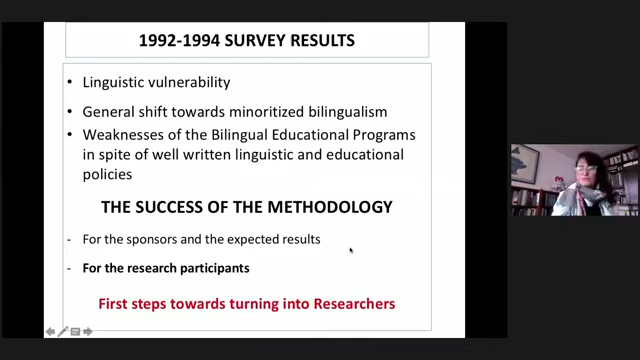 1992-1994 SURVEY RESULTS
• Linguistic vulnerability
• General shift towards minoritized bilingualism
• Weaknesses of the Bilingual Educational Programs
in spite of well written linguistic and educational
policies
THE SUCCESS OF THE METHODOLOGY
- For the sponsors and the expected results
- For the research participants
First steps towards turning into Researchers